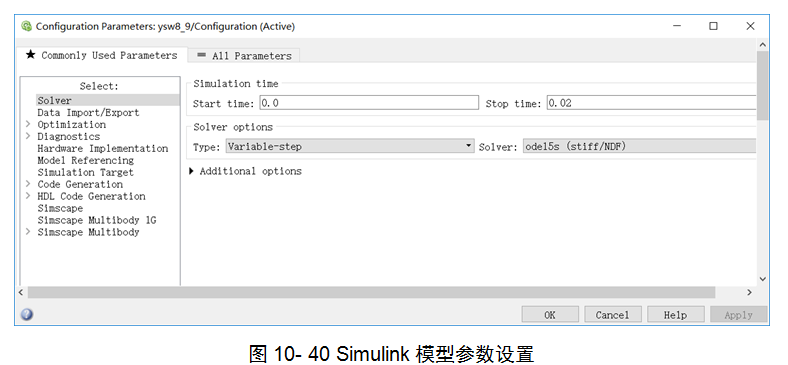 Configuration Parameters: ysw8_9/Configuration (Active)
Commonly Used Parameters
All Parameters
Select:
Solver
Data Import/Export
Optimization
Diagnostics
Hardware Implementation
Model Referencing
Simulation Target
Code Generation
HDL Code Generation
Simscape
Simscape Multibody 1G
Simscape Multibody
Simulation time
Start time: 0.0 Stop time: 0.02
Solver options
Type: Variable-step Solver: ode15s (stiff/NDF)
Additional options
OK Cancel Help Apply
图 10- 40 Simulink 模型参数设置